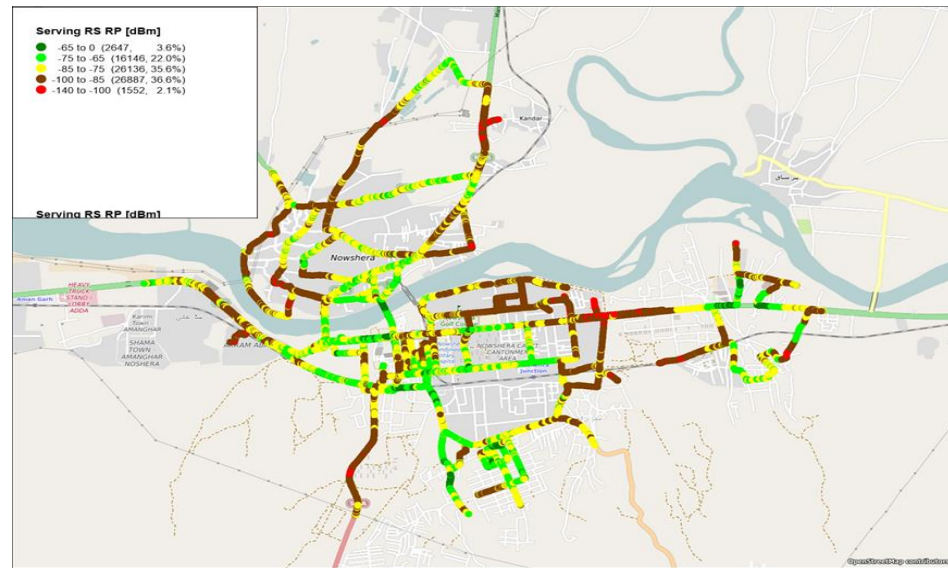 Serving RS RP [dBm]
-65 to 0 (2647, 3.6%)
-75 to -65 (16146, 22.0%)
-85 to -75 (26136, 35.6%)
-100 to -85 (26887, 36.6%)
-140 to -100 (1552, 2.1%)
Serving RS RP [dBm]
Kandar
پیر سباق
Nowshera
Aman Garh
HEAVY
TRUCK
STAND -
LORRY
ADDA
Karimi
Town
AMANGHAR
SHAMA
TOWN
AMANGHAR
NOSHERA
Golf
NOWSHERA
CANTONMENT
AREA
Junction
OpenStreetMap contributors